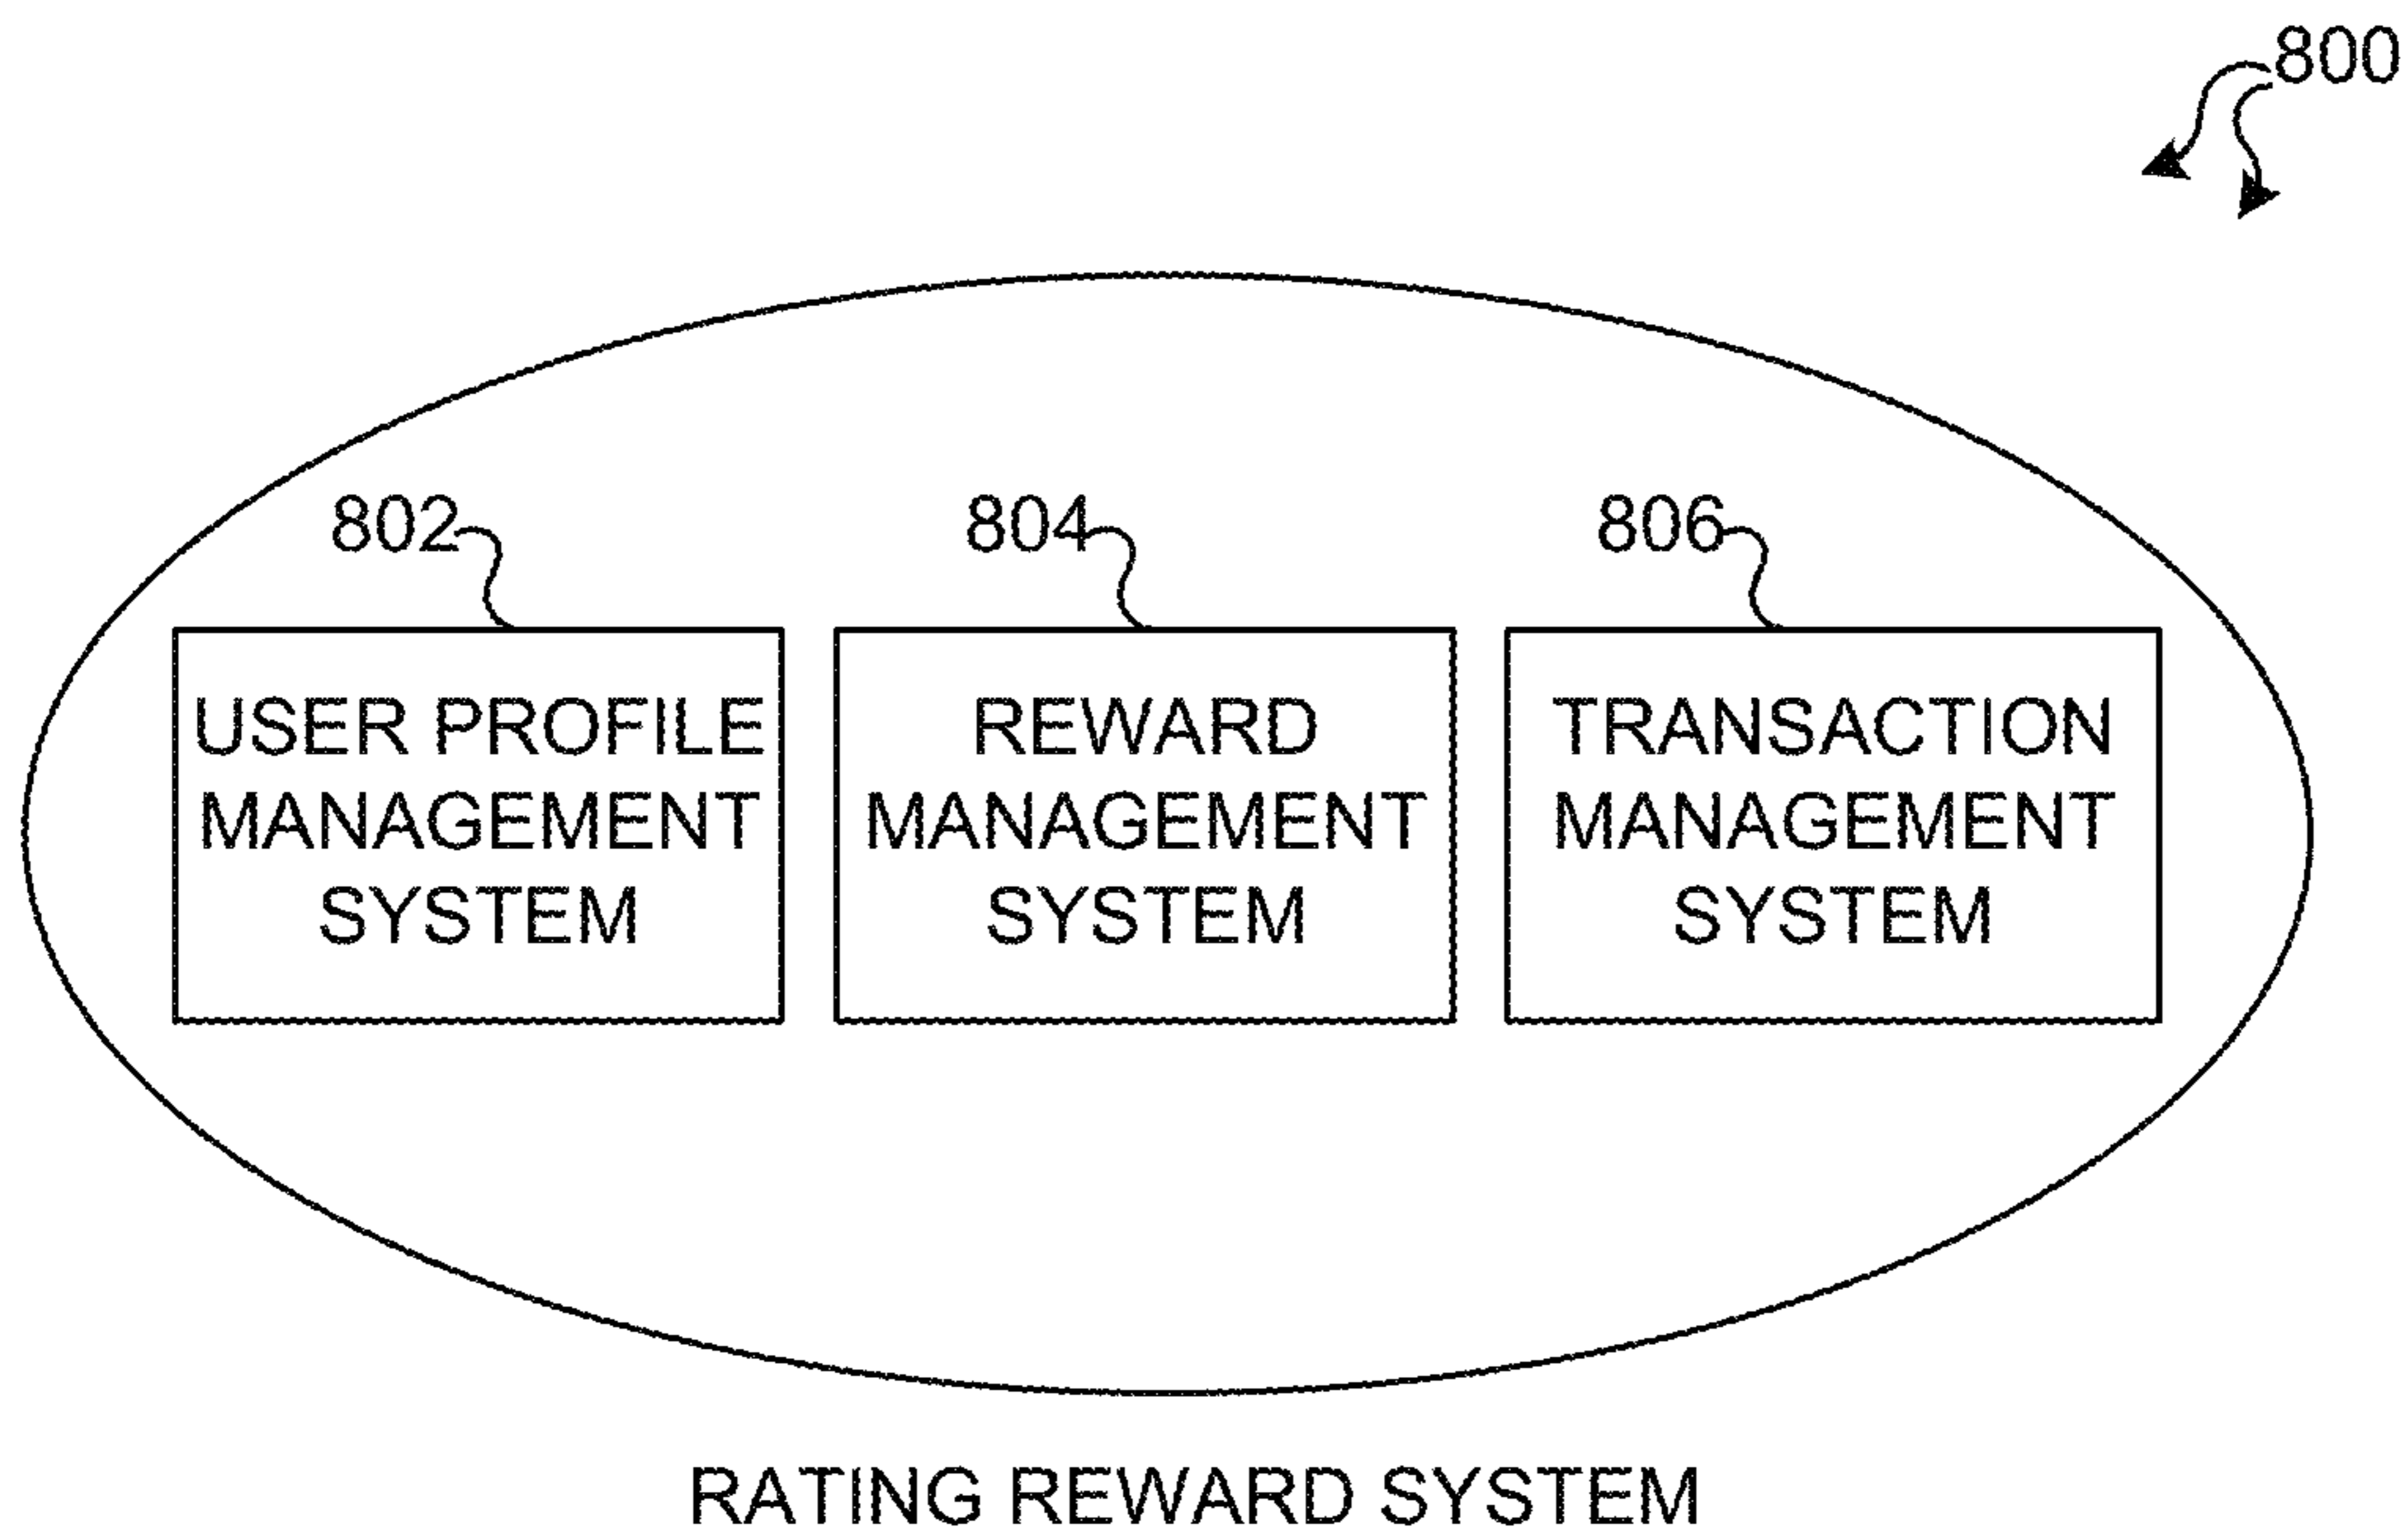 800
802
804
806
USER PROFILE
MANAGEMENT
SYSTEM
REWARD
MANAGEMENT
SYSTEM
TRANSACTION
MANAGEMENT
SYSTEM
RATING REWARD SYSTEM